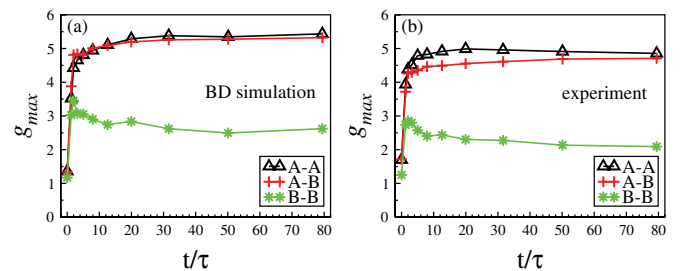 (a)
BD simulation
A-A
A-B
B-B
g_max
0 1 2 3 4 5 6
0 10 20 30 40 50 60 70 80
t/τ
(b)
experiment
A-A
A-B
B-B
g_max
0 1 2 3 4 5 6
0 10 20 30 40 50 60 70 80
t/τ